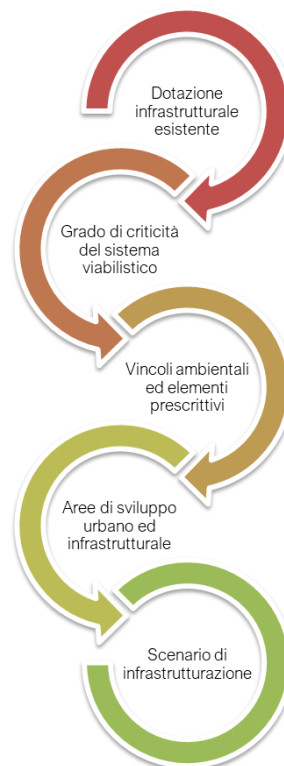 Dotazione
infrastrutturale
esistente
Grado di criticità
del sistema
viabilistico
Vincoli ambientali
ed elementi
prescrittivi
Aree di sviluppo
urbano ed
infrastrutturale
Scenario di
infrastrutturazione